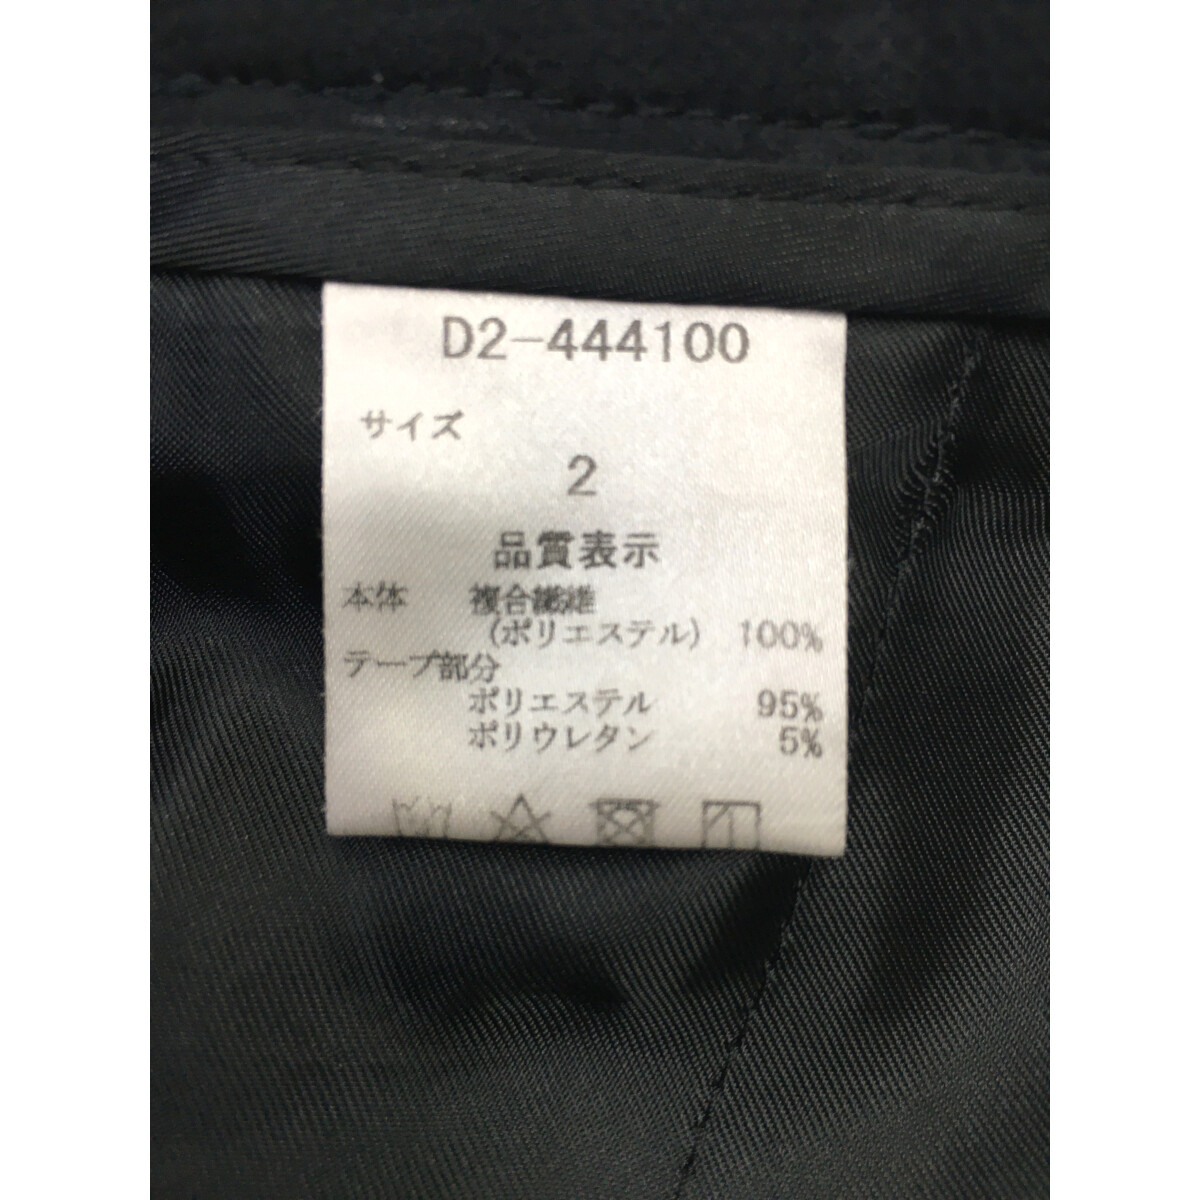 D2-444100
サイズ
2
品質表示
本体 複合繊維
(ポリエステル) 100%
テープ部分
ポリエステル 95%
ポリウレタン 5%